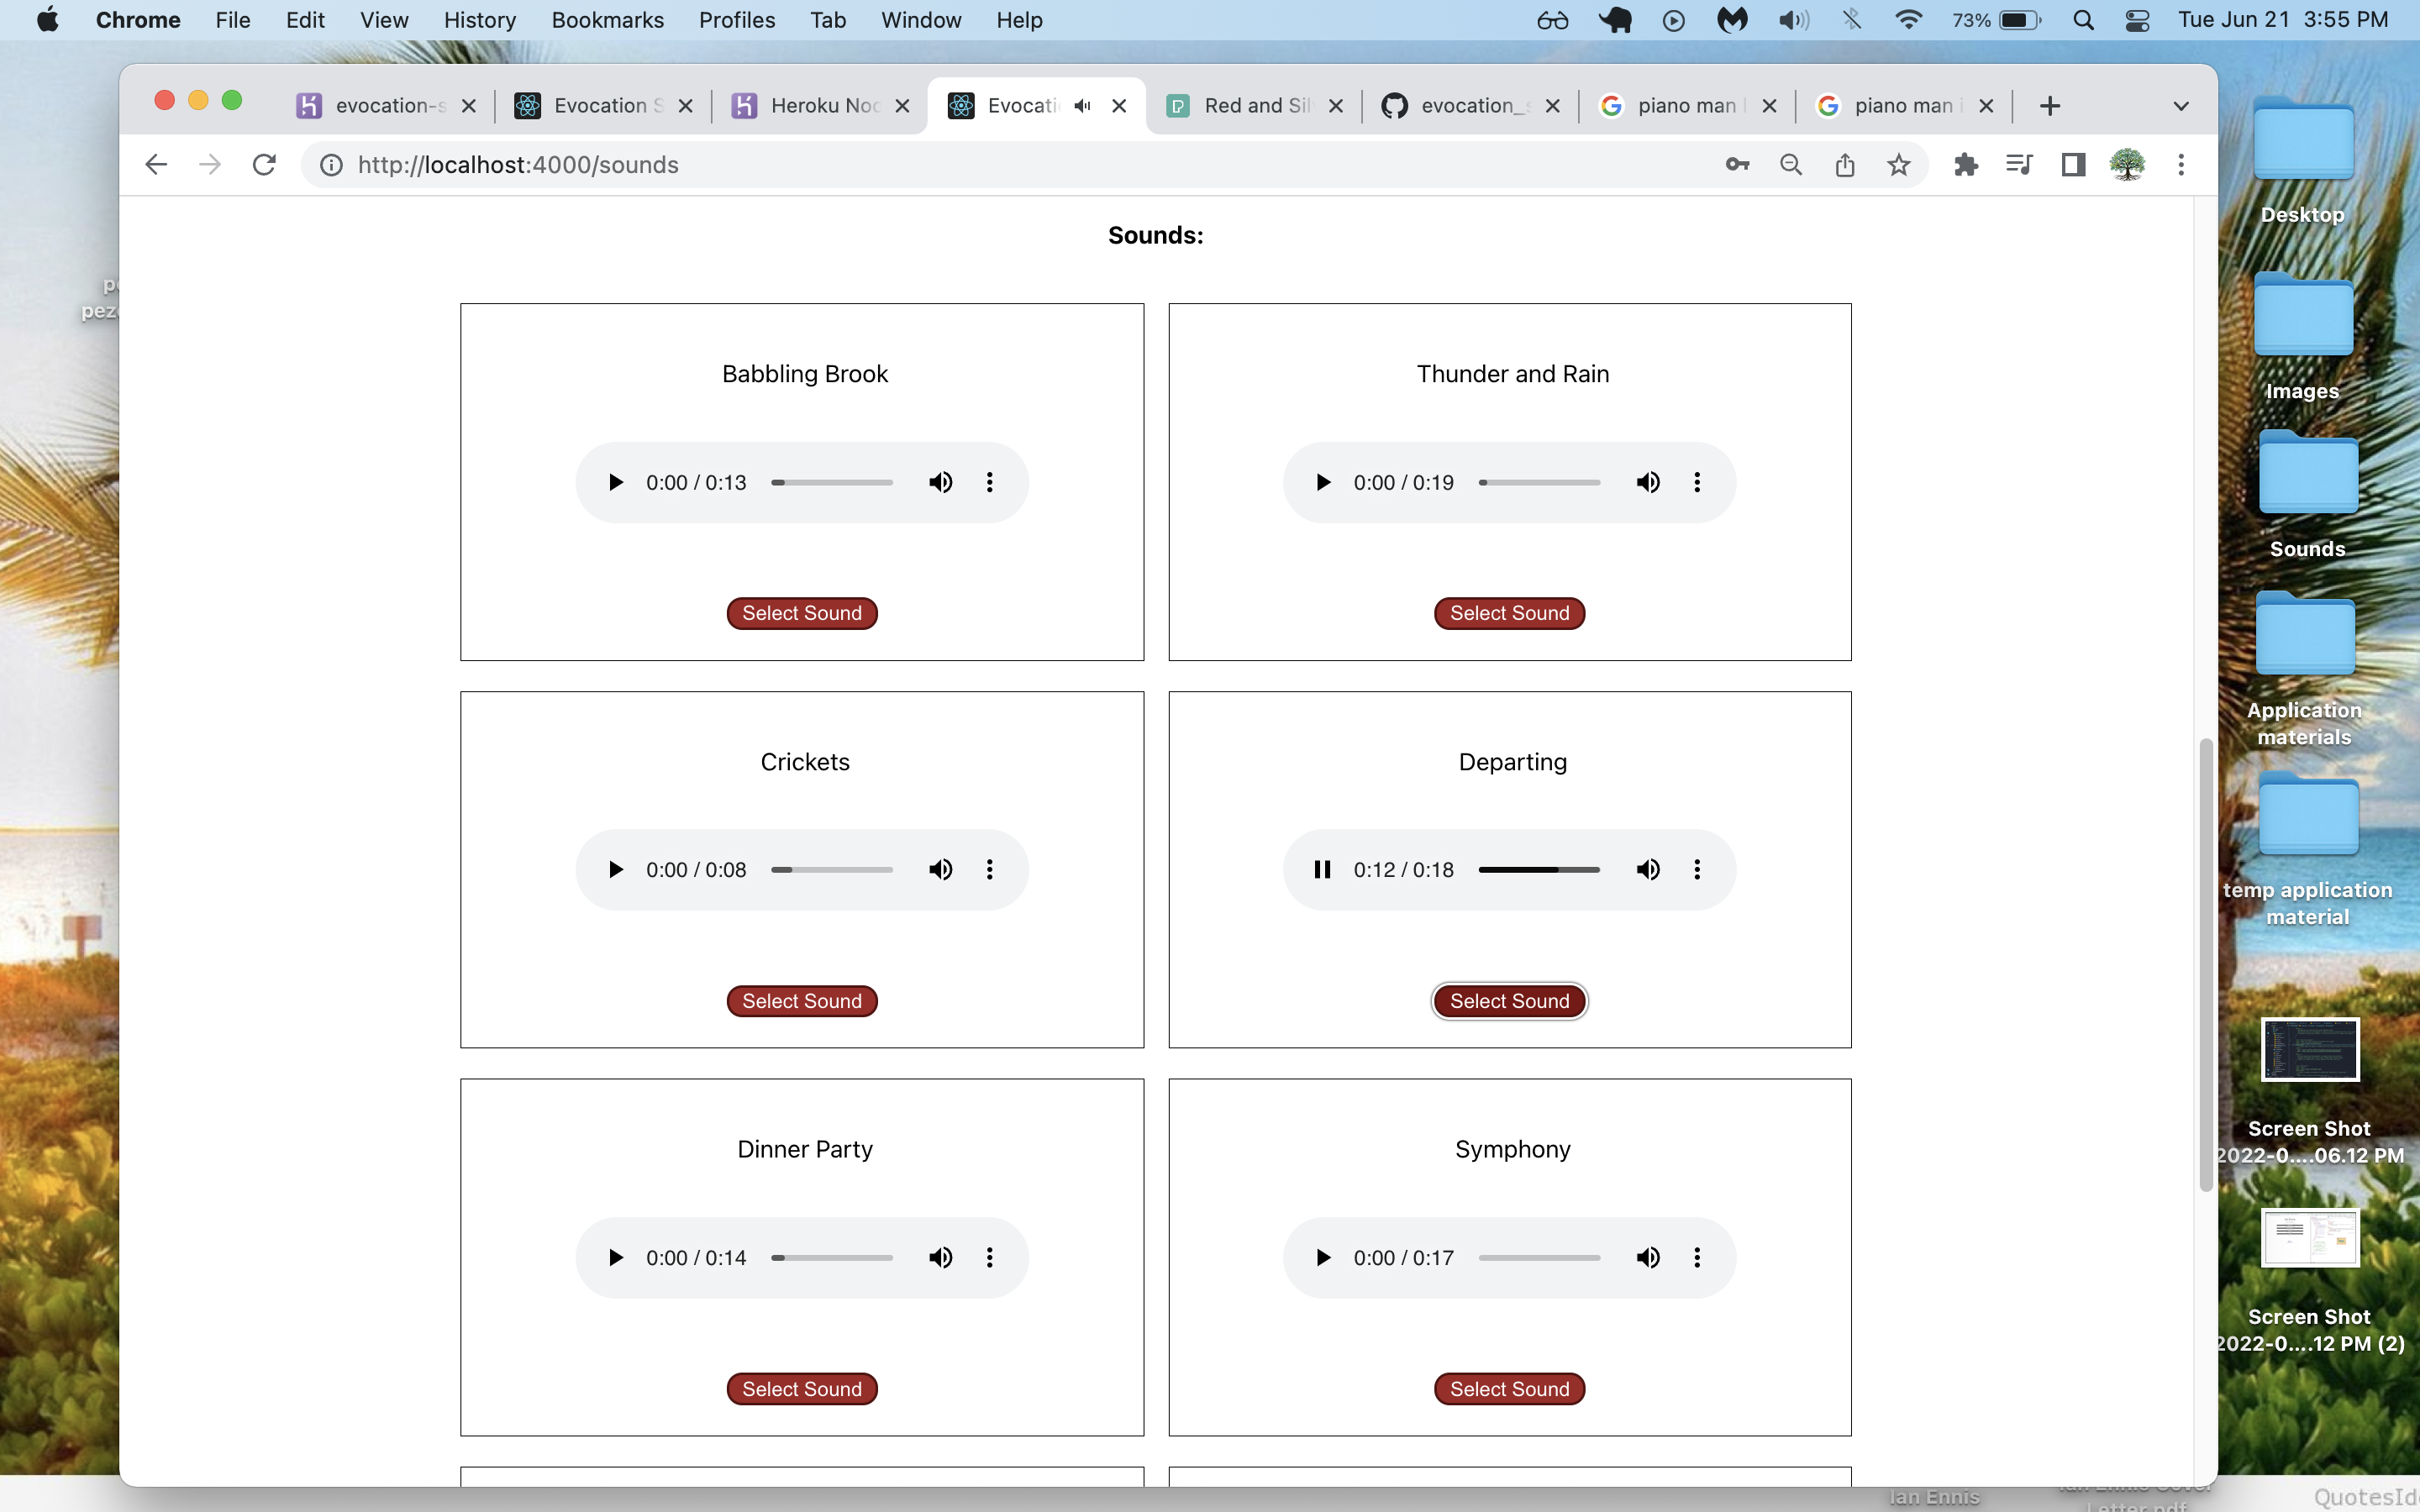 Chrome File Edit View History Bookmarks Profiles Tab Window Help 73% Tue Jun 21 3:55 PM
evocation-s Evocation S Heroku Noc Evocati Red and Sil evocation_s piano man piano man i
http://localhost:4000/sounds
Sounds:
Babbling Brook
0:00 / 0:13
Select Sound
Thunder and Rain
0:00 / 0:19
Select Sound
Crickets
0:00 / 0:08
Select Sound
Departing
0:12 / 0:18
Select Sound
Dinner Party
0:00 / 0:14
Select Sound
Symphony
0:00 / 0:17
Select Sound
Desktop
Images
Sounds
Application
materials
temp application
material
Screen Shot
2022-0....06.12 PM
Screen Shot
2022-0....12 PM (2)
Ian Ennis
Letter.pdf